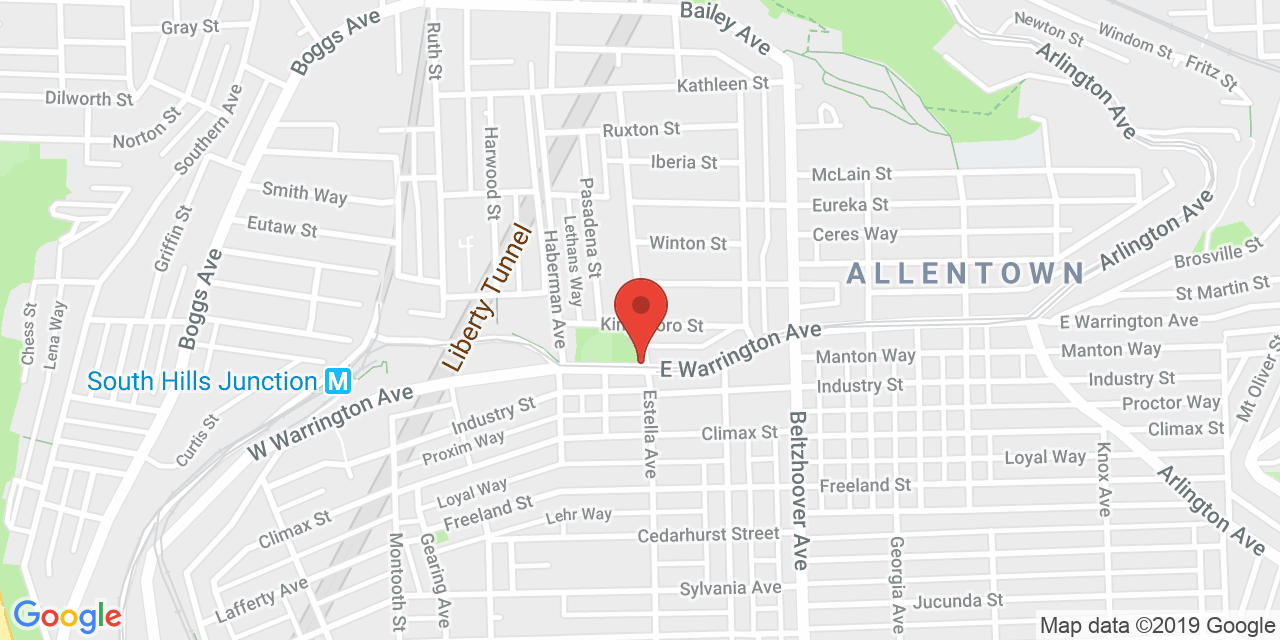 Boggs Ave
Bailey Ave
Gray St
Ruth St
Newton St
Windom St
Fritz St
Arlington Ave
Dilworth St
Norton St
Southern Ave
Kathleen St
Harwood St
Ruxton St
Iberia St
McLain St
Eureka St
Ceres Way
Smith Way
Eutaw St
Griffin St
Pasadena St
Lethans Way
Haberman Ave
Winton St
Liberty Tunnel
Boggs Ave
ALLENTOWN
Arlington Ave
Brosville St
St Martin St
Chess St
Lena Way
E Warrington Ave
E Warrington Ave
Manton Way
Manton Way
South Hills Junction M
W Warrington Ave
Industry St
Industry St
Industry St
Mt Oliver St
Proctor Way
Climax St
Climax St
Estella Ave
Beltzhoover Ave
Curtis St
Proxim Way
Loyal Way
Loyal Way
Knox Ave
Arlington Ave
Freeland St
Freeland St
Lehr Way
Climax St
Cedarhurst Street
Montooth St
Gearing Ave
Georgia Ave
Lafferty Ave
Sylvania Ave
Jucunda St
Google
Map data ©2019 Google